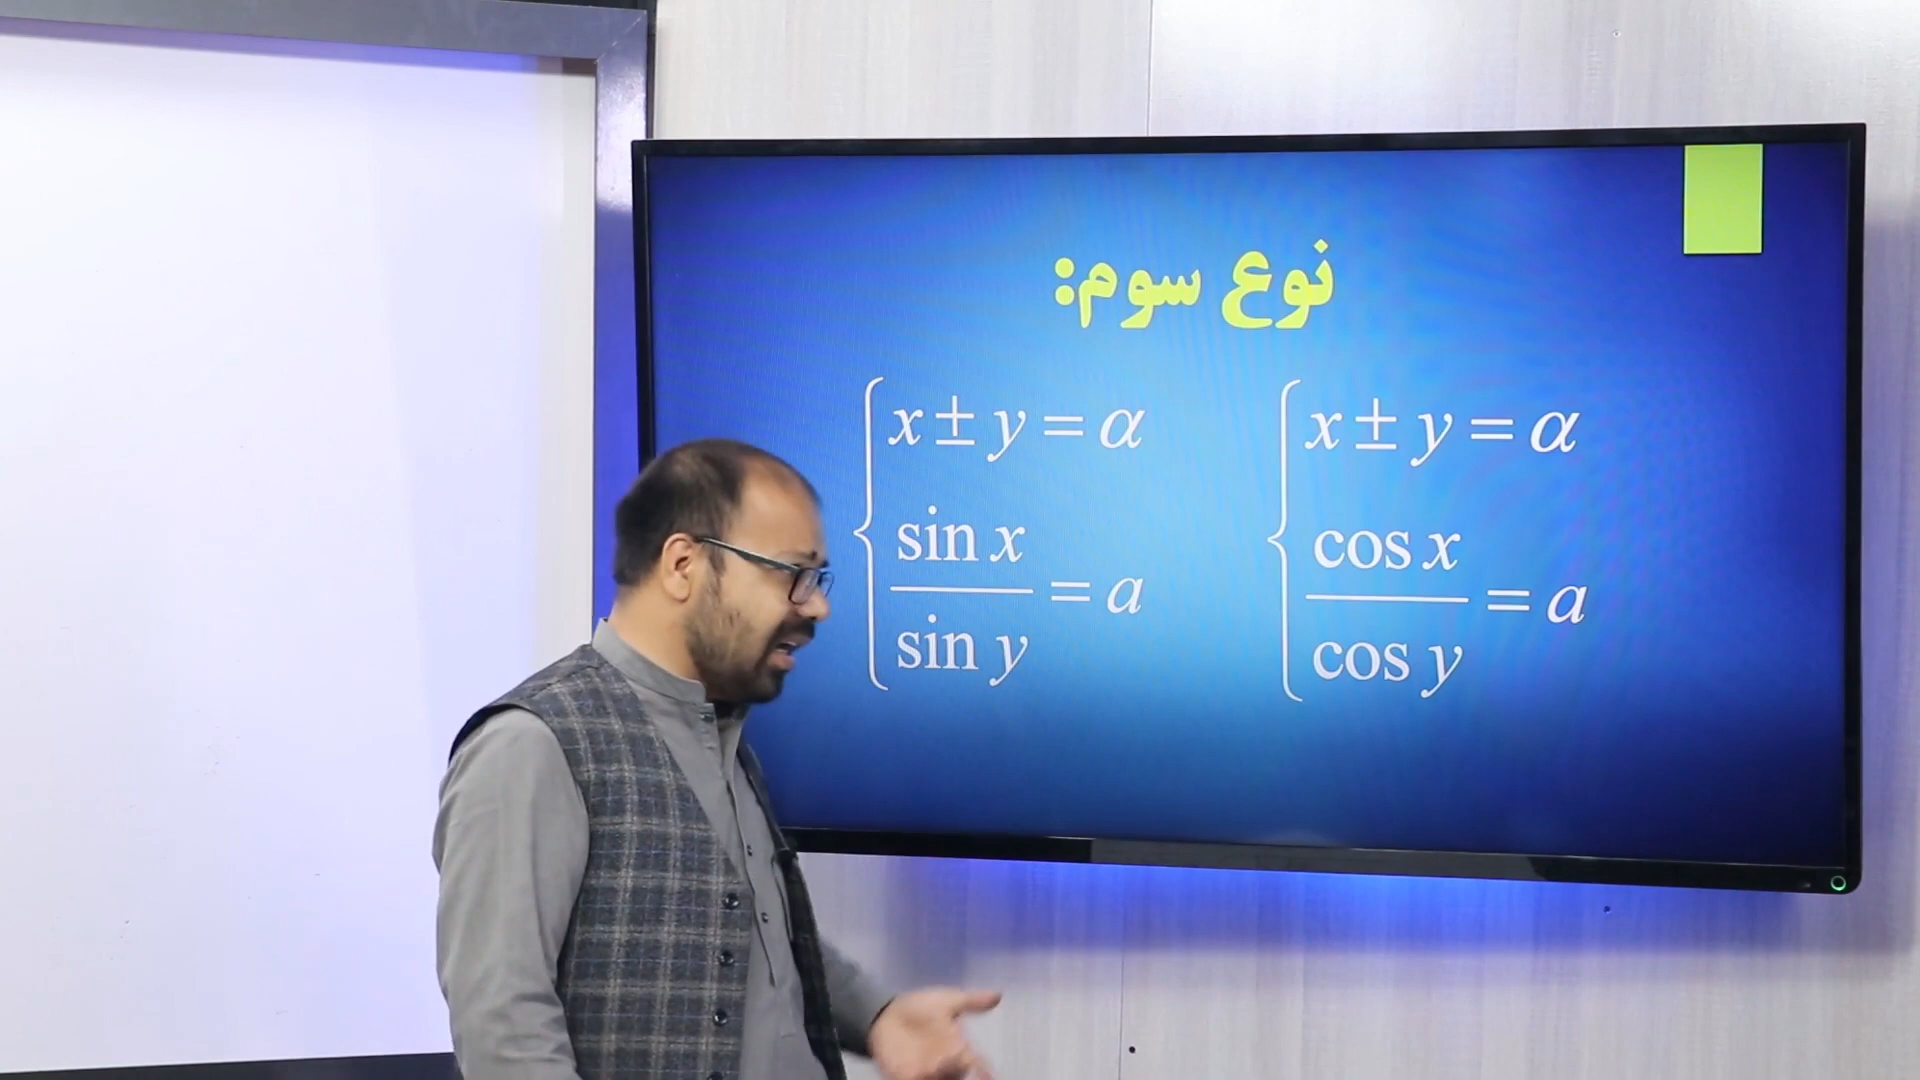 نوع سوم:
x ± y = α
sin x / sin y = a
x ± y = α
cos x / cos y = a